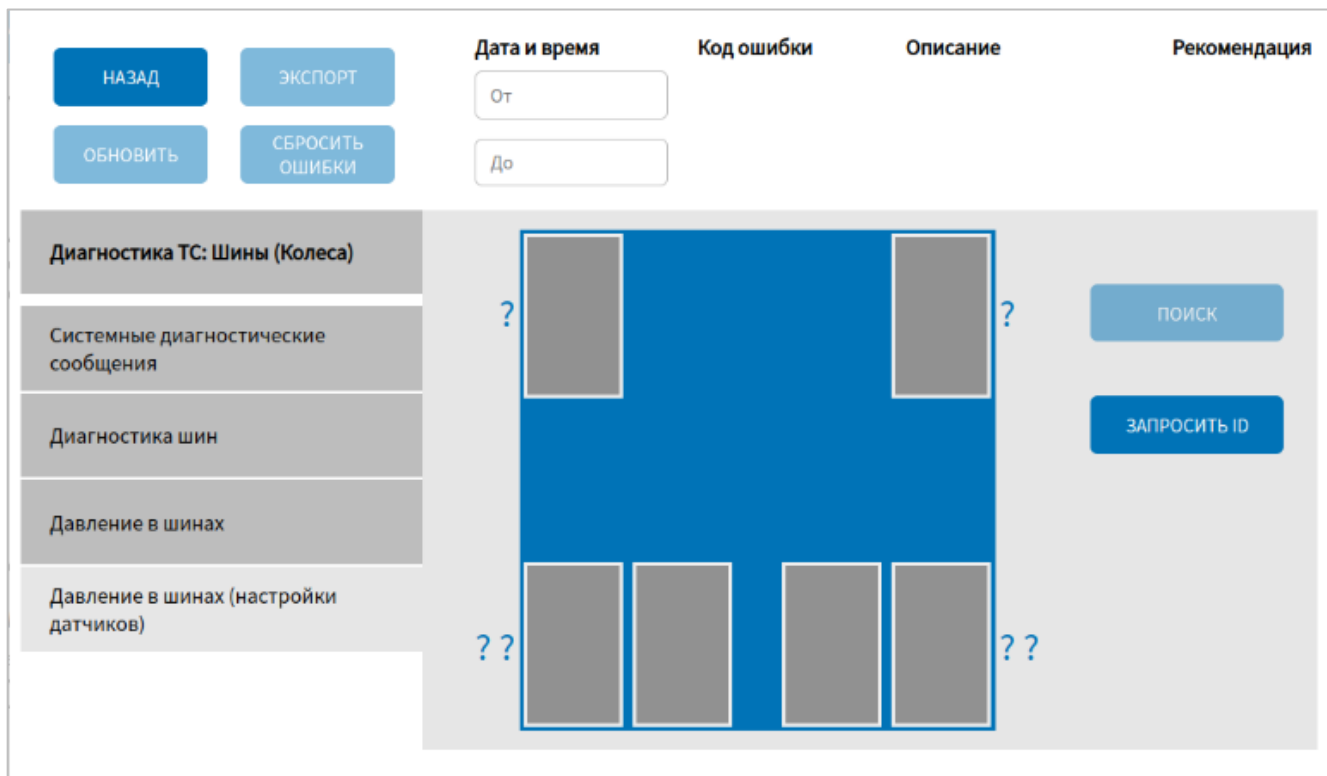 НАЗАД
ЭКСПОРТ
ОБНОВИТЬ
СБРОСИТЬ
ОШИБКИ
Дата и время
Код ошибки
Описание
Рекомендация
От
До
Диагностика ТС: Шины (Колеса)
Системные диагностические
сообщения
Диагностика шин
Давление в шинах
Давление в шинах (настройки
датчиков)
?
?
? ?
? ?
ПОИСК
ЗАПРОСИТЬ ID